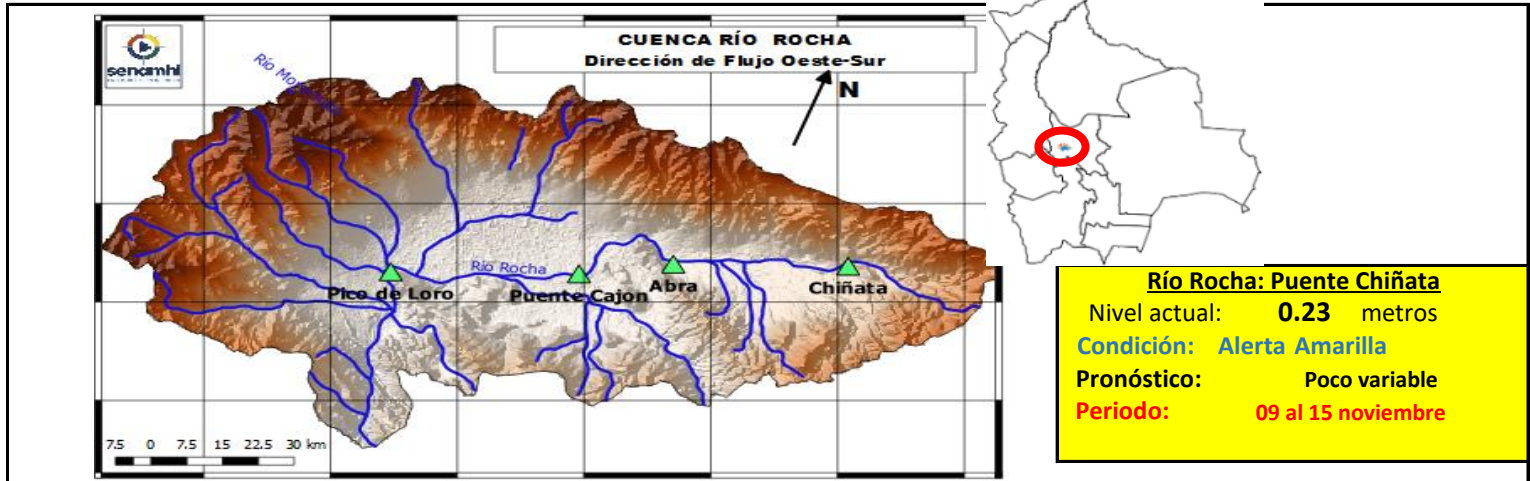 senamhi
CUENCA RÍO ROCHA
Dirección de Flujo Oeste-Sur
N
Río Rocha
Pico de Loro
Puente Cajon
Abra
Chiñata
7.5 0 7.5 15 22.5 30 km
Río Rocha: Puente Chiñata
Nivel actual: 0.23 metros
Condición: Alerta Amarilla
Pronóstico: Poco variable
Periodo: 09 al 15 noviembre